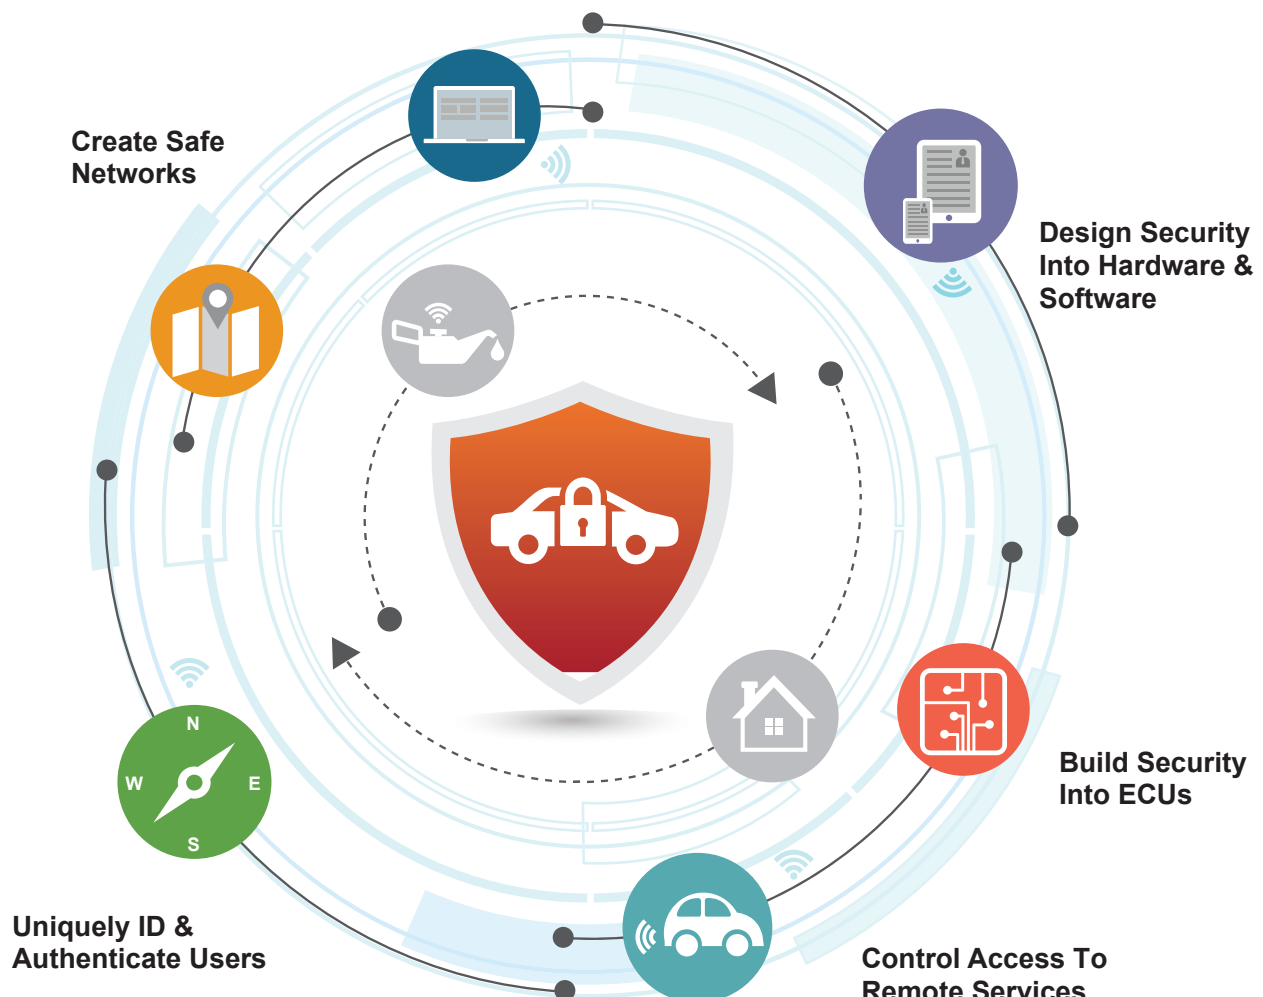 Create Safe
Networks
Design Security
Into Hardware &
Software
N
W
E
S
Build Security
Into ECUs
Uniquely ID &
Authenticate Users
Control Access To
Remote Services